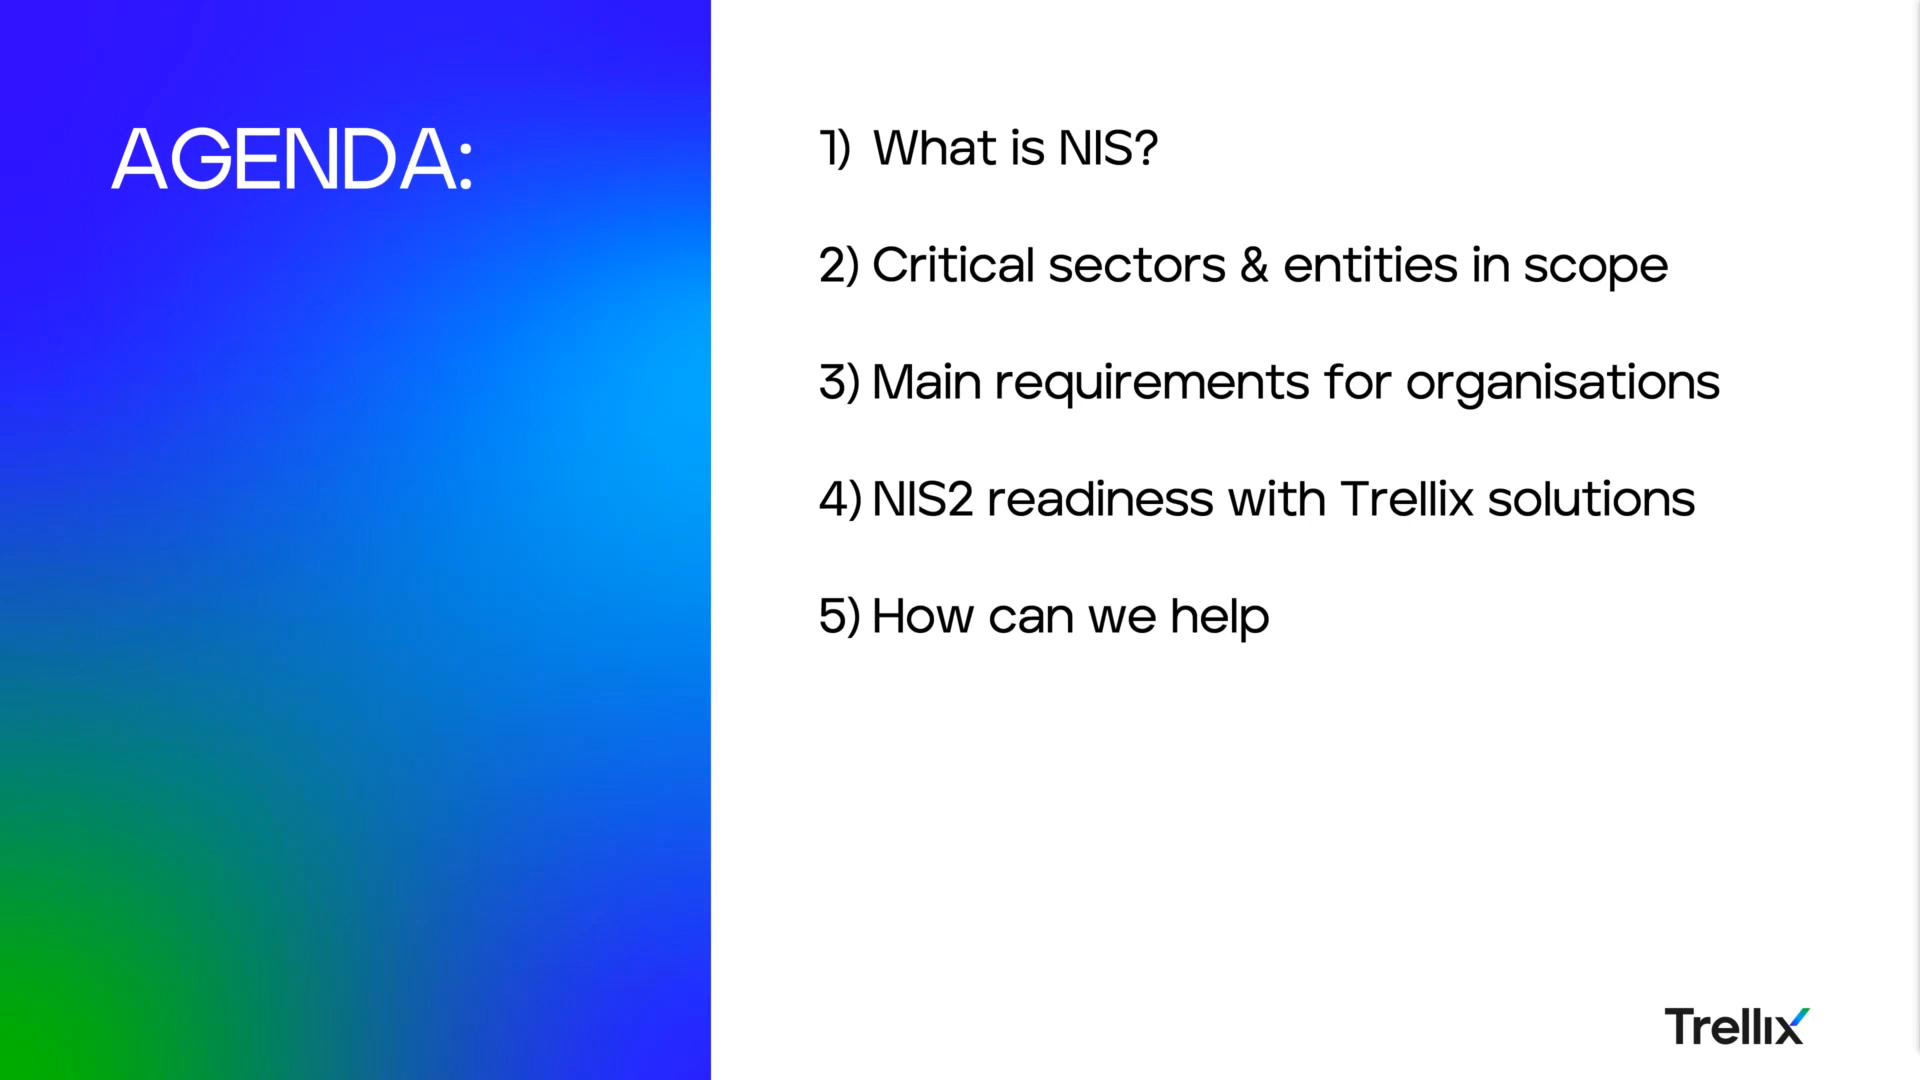 AGENDA:
1) What is NIS?
2) Critical sectors & entities in scope
3) Main requirements for organisations
4) NIS2 readiness with Trellix solutions
5) How can we help
Trellix